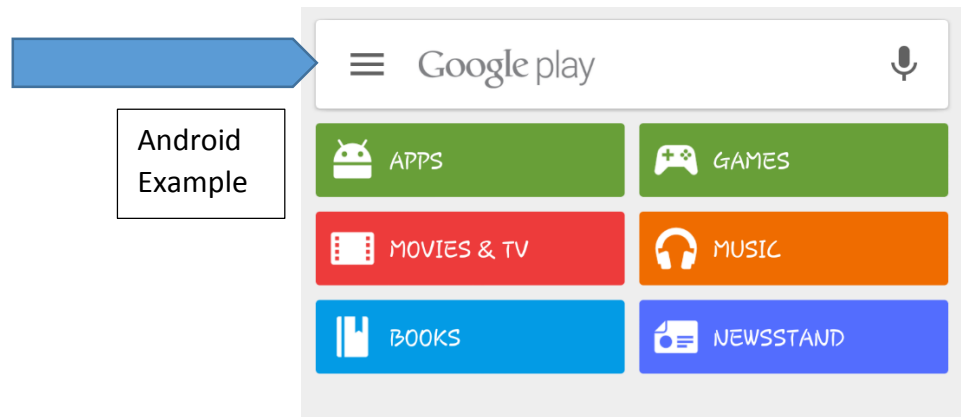 Google play
Android
Example
APPS
GAMES
MOVIES & TV
MUSIC
BOOKS
NEWSSTAND